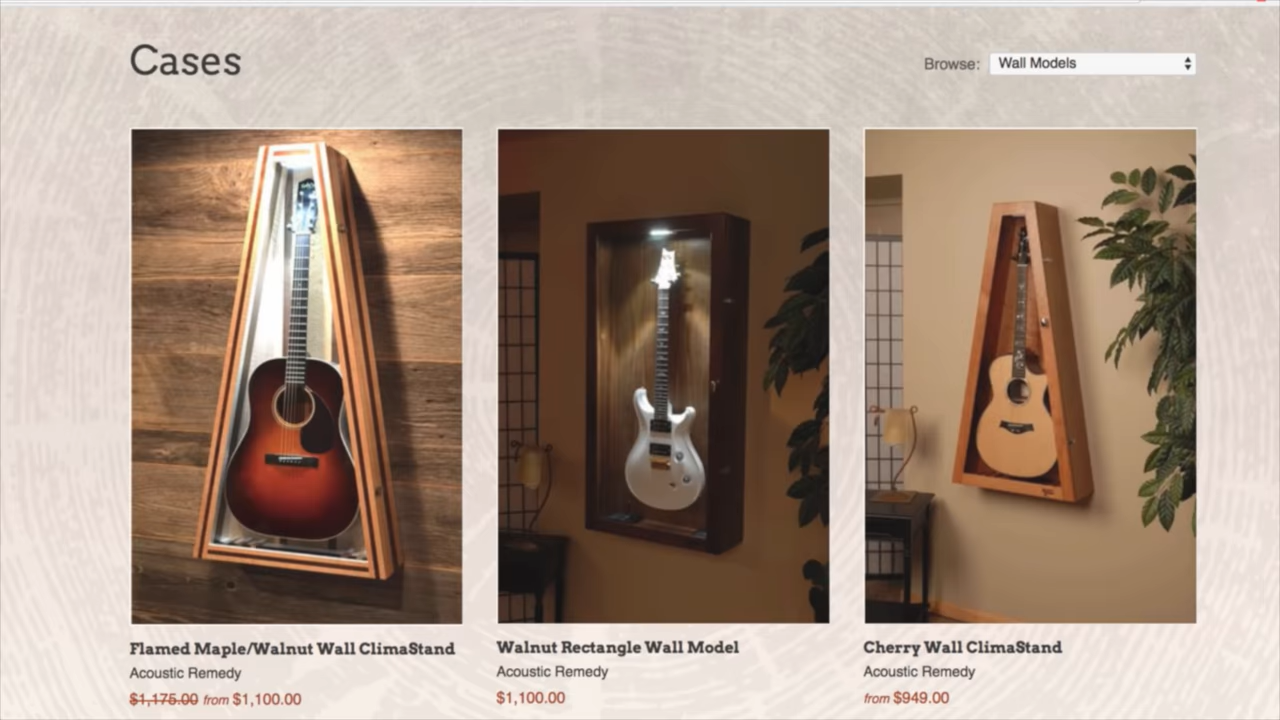 Cases
Browse: Wall Models
Flamed Maple/Walnut Wall ClimaStand
Acoustic Remedy
$1,175.00 from $1,100.00
Walnut Rectangle Wall Model
Acoustic Remedy
$1,100.00
Cherry Wall ClimaStand
Acoustic Remedy
from $949.00